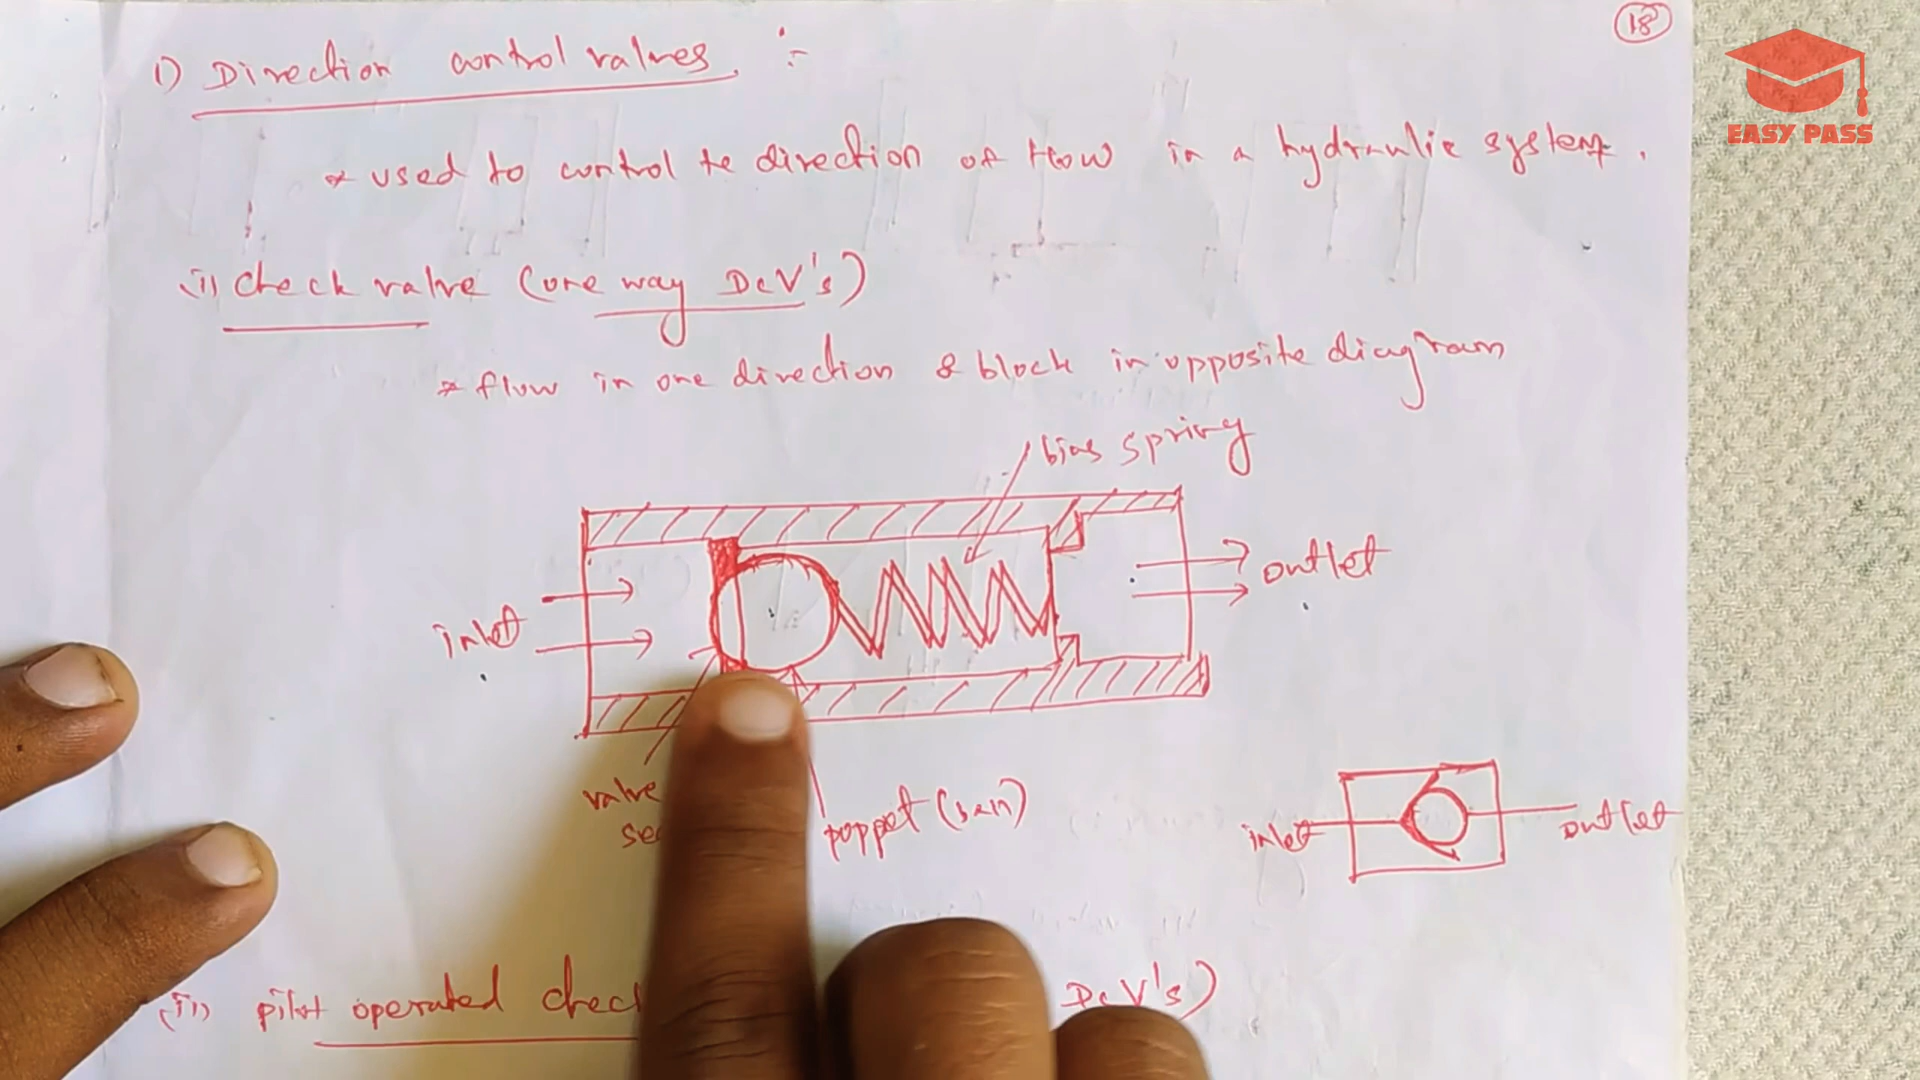 18
EASY PASS
1) Direction control valves :-
* used to control te direction of flow in a hydraulic system.
(i) check valve (one way DCV's)
* flow in one direction & block in opposite diagram
bias spring
outlet
inlet
valve
poppet
inlet
outlet
(ii) pilot operated DCV's)